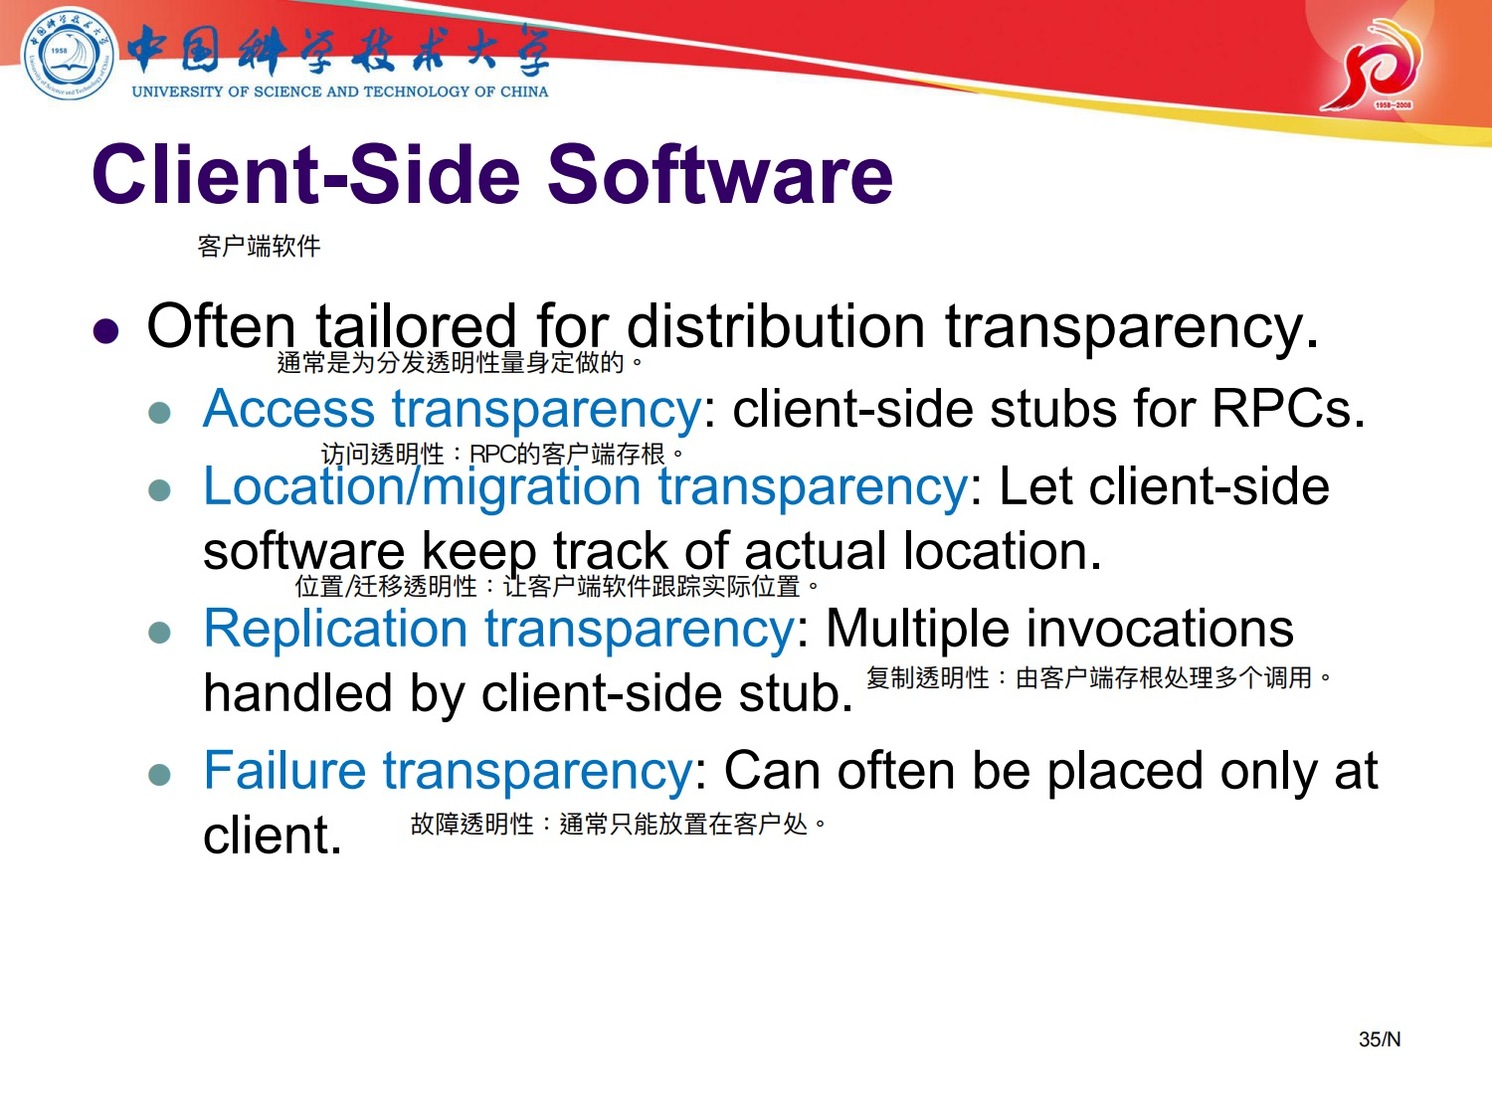 中国科学技术大学
UNIVERSITY OF SCIENCE AND TECHNOLOGY OF CHINA
1958
1958—2008
Client-Side Software
客户端软件
Often tailored for distribution transparency.
通常是为分发透明性量身定做的。
Access transparency: client-side stubs for RPCs.
访问透明性：RPC的客户端存根。
Location/migration transparency: Let client-side
software keep track of actual location.
位置/迁移透明性：让客户端软件跟踪实际位置。
Replication transparency: Multiple invocations
handled by client-side stub.
复制透明性：由客户端存根处理多个调用。
Failure transparency: Can often be placed only at
client.
故障透明性：通常只能放置在客户处。
35/N